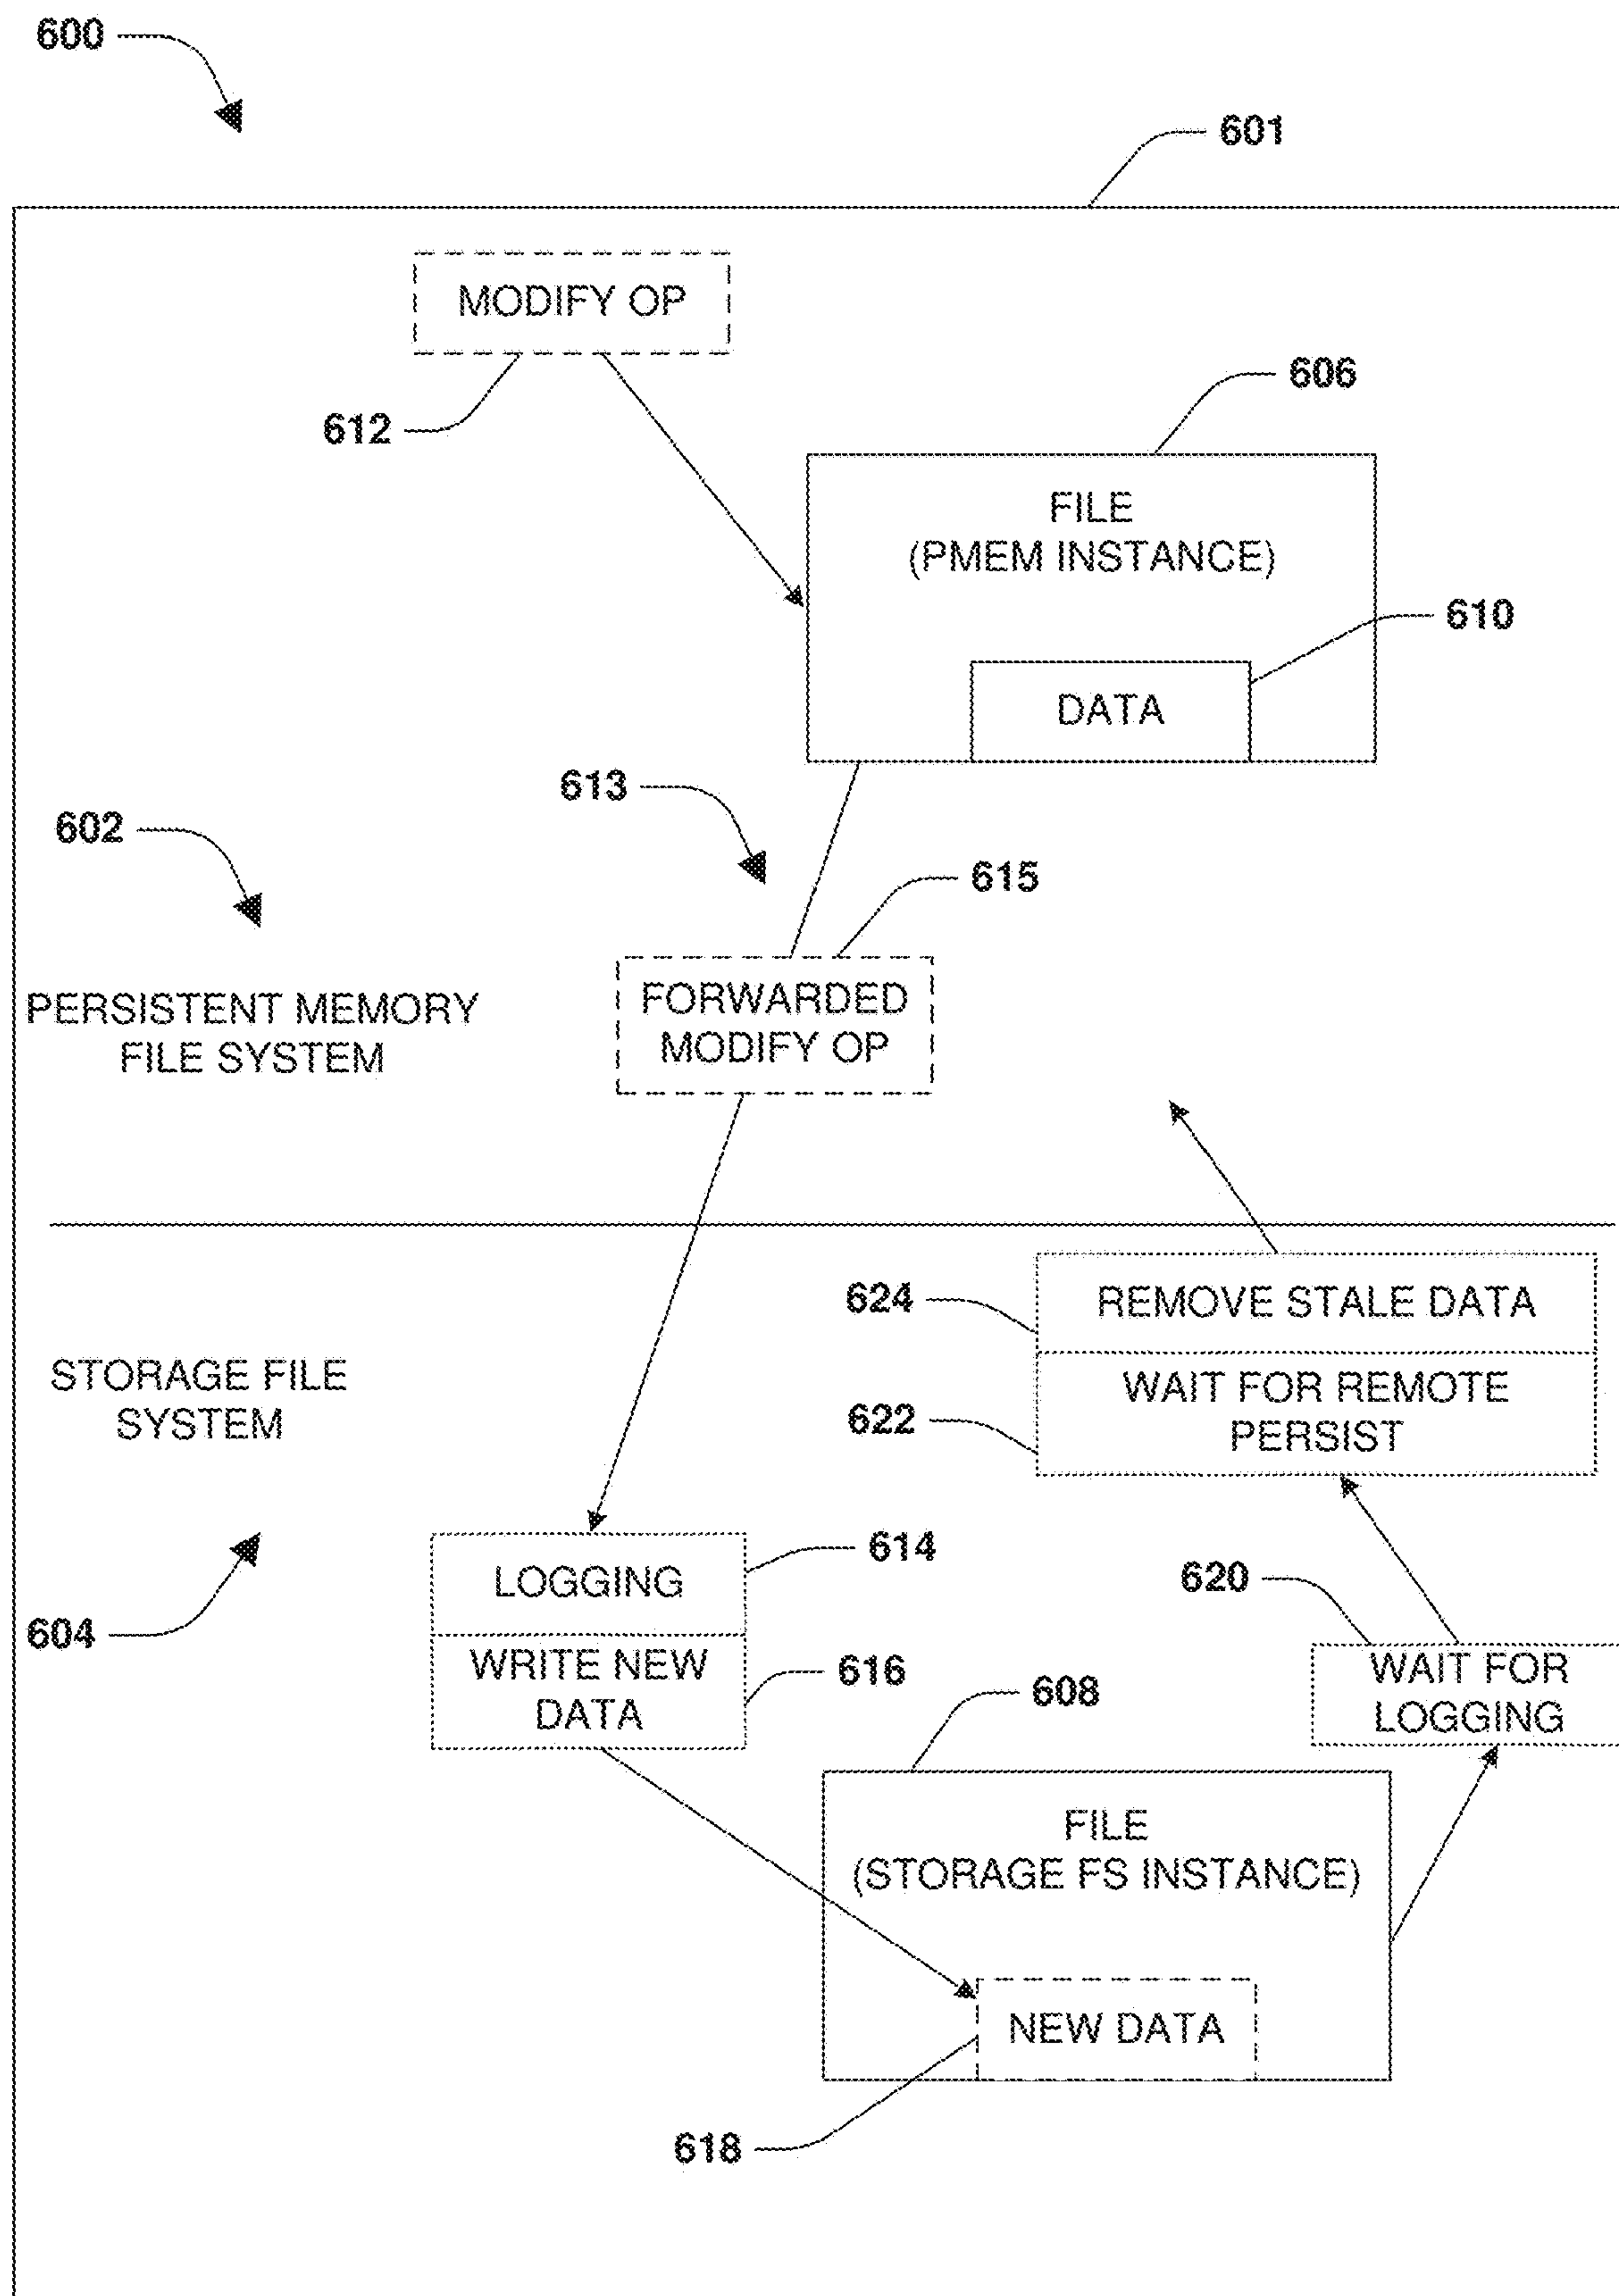 600
601
MODIFY OP
612
606
FILE
(PMEM INSTANCE)
610
DATA
613
602
615
FORWARDED
MODIFY OP
PERSISTENT MEMORY
FILE SYSTEM
624
REMOVE STALE DATA
STORAGE FILE
SYSTEM
622
WAIT FOR REMOTE
PERSIST
614
LOGGING
604
620
616
WRITE NEW
DATA
608
WAIT FOR
LOGGING
FILE
(STORAGE FS INSTANCE)
NEW DATA
618